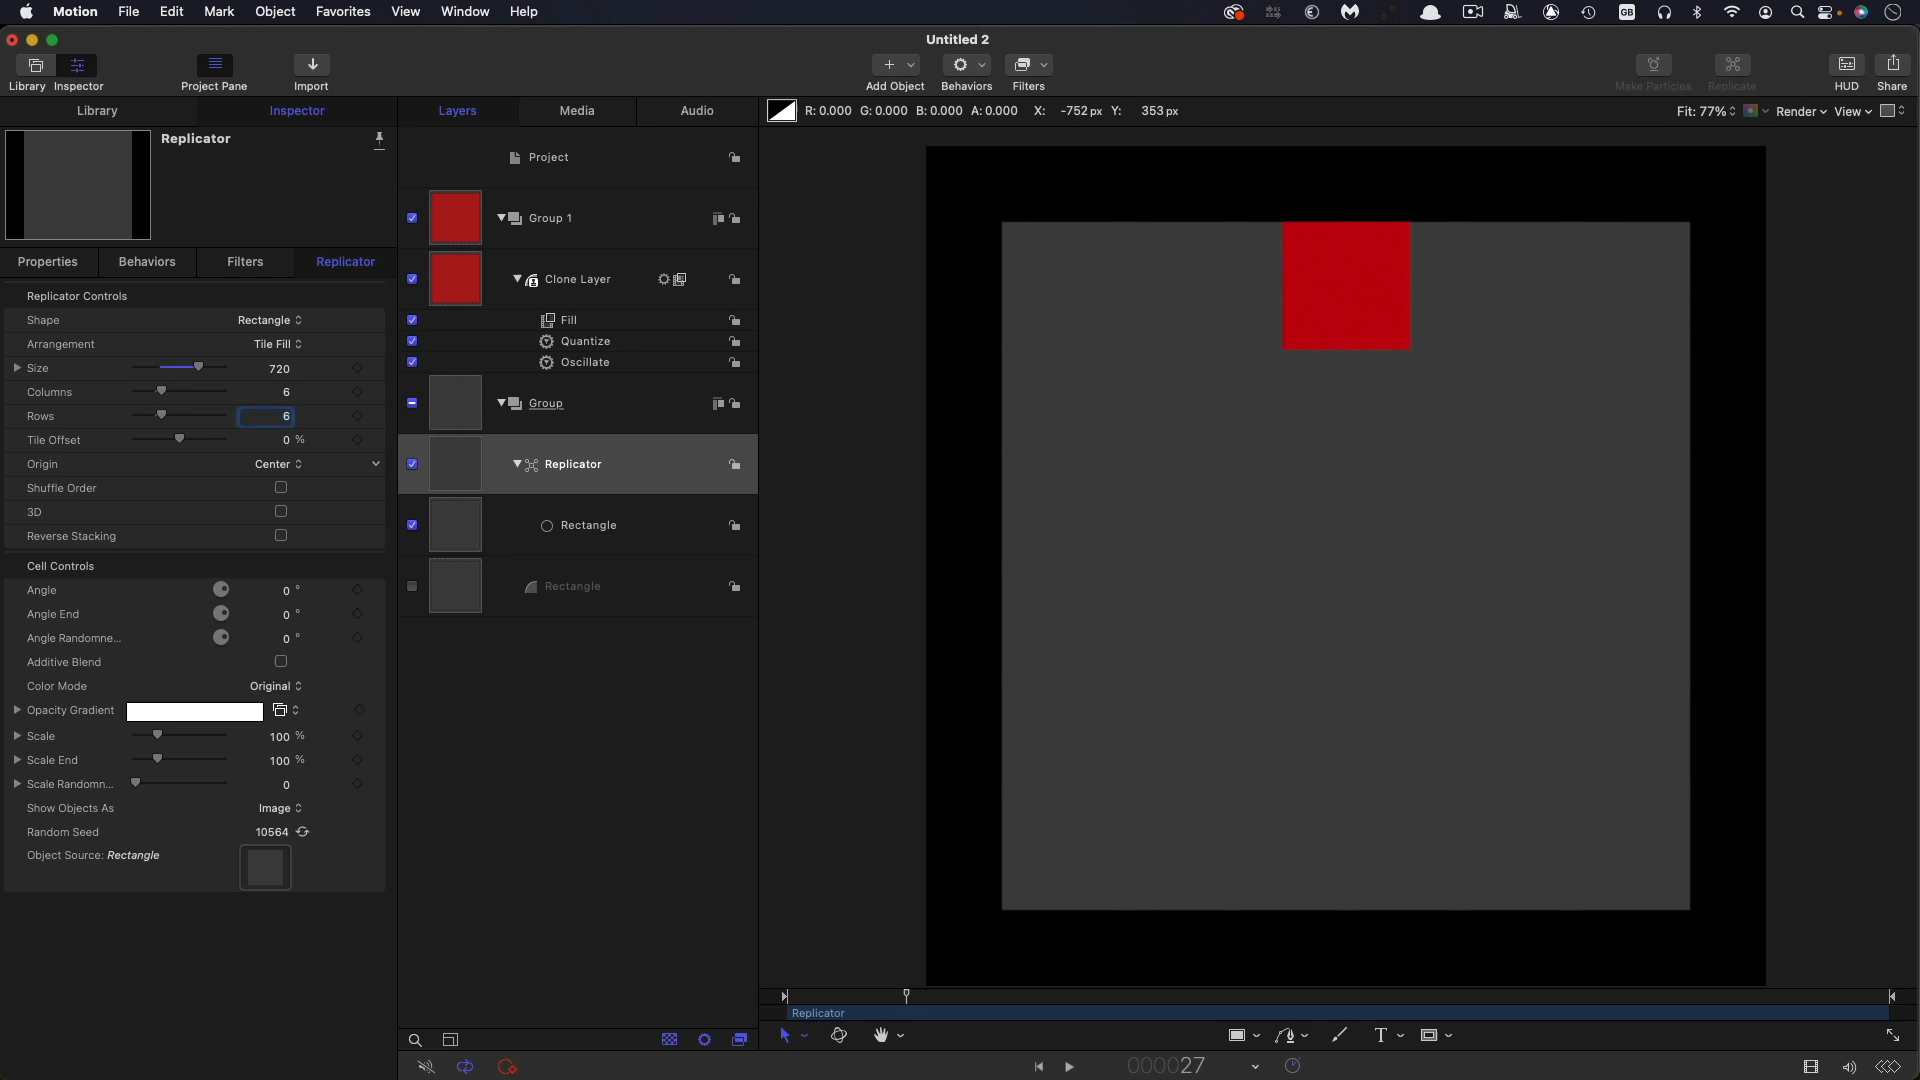 Motion File Edit Mark Object Favorites View Window Help
GB
Untitled 2
Library Inspector Project Pane Import Add Object Behaviors Filters Make Particles Replicate HUD Share
Library Inspector Layers Media Audio R: 0.000 G: 0.000 B: 0.000 A: 0.000 X: -752 px Y: 353 px Fit: 77% Render View
Replicator
Properties Behaviors Filters Replicator
Replicator Controls
Shape Rectangle
Arrangement Tile Fill
Size 720
Columns 6
Rows 6
Tile Offset 0 %
Origin Center
Shuffle Order
3D
Reverse Stacking
Cell Controls
Angle 0 °
Angle End 0 °
Angle Randomne... 0 °
Additive Blend
Color Mode Original
Opacity Gradient
Scale 100 %
Scale End 100 %
Scale Randomn... 0
Show Objects As Image
Random Seed 10564
Object Source: Rectangle
Project
Group 1
Clone Layer
Fill
Quantize
Oscillate
Group
Replicator
Rectangle
Rectangle
Replicator
T
000027